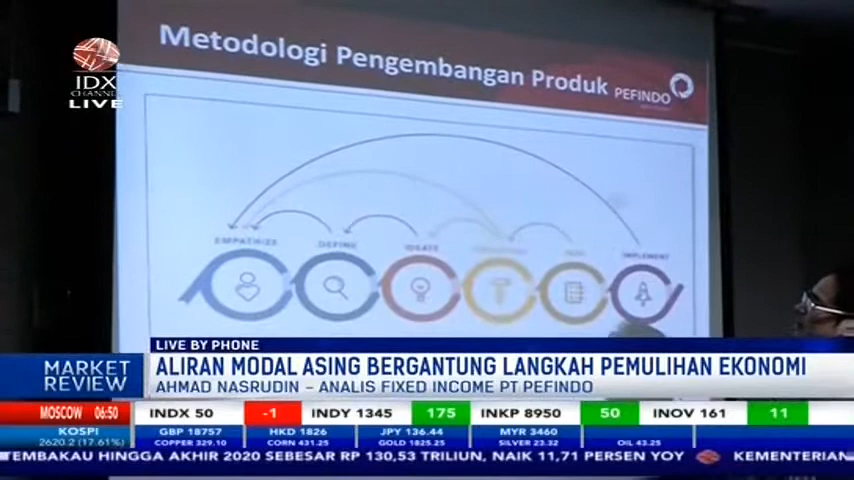 Metodologi Pengembangan Produk
PEFINDO
IDX
CHANNEL
LIVE
EMPATHIZE
DEFINE
IDEATE
IMPLEMENT
LIVE BY PHONE
MARKET REVIEW
ALIRAN MODAL ASING BERGANTUNG LANGKAH PEMULIHAN EKONOMI
AHMAD NASRUDIN – ANALIS FIXED INCOME PT PEFINDO
MOSCOW 06:50
INDX 50 -1 INDY 1345 175 INKP 8950 50 INOV 161 11
KOSPI
2620.2 (17.61%)
GBP 18757 HKD 1826 JPY 136.44 MYR 3460
COPPER 329.10 CORN 431.25 GOLD 1825.25 SILVER 23.32 OIL 43.25
TEMBAKAU HINGGA AKHIR 2020 SEBESAR RP 130,53 TRILIUN, NAIK 11,71 PERSEN YOY KEMENTERIAN